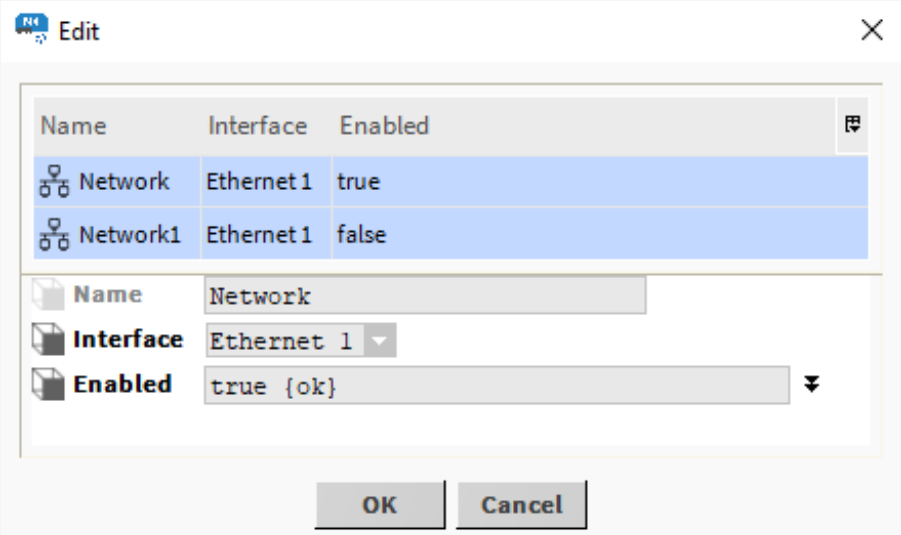 N4 Edit
Name Interface Enabled
Network Ethernet 1 true
Network1 Ethernet 1 false
Name Network
Interface Ethernet 1
Enabled true {ok}
OK Cancel